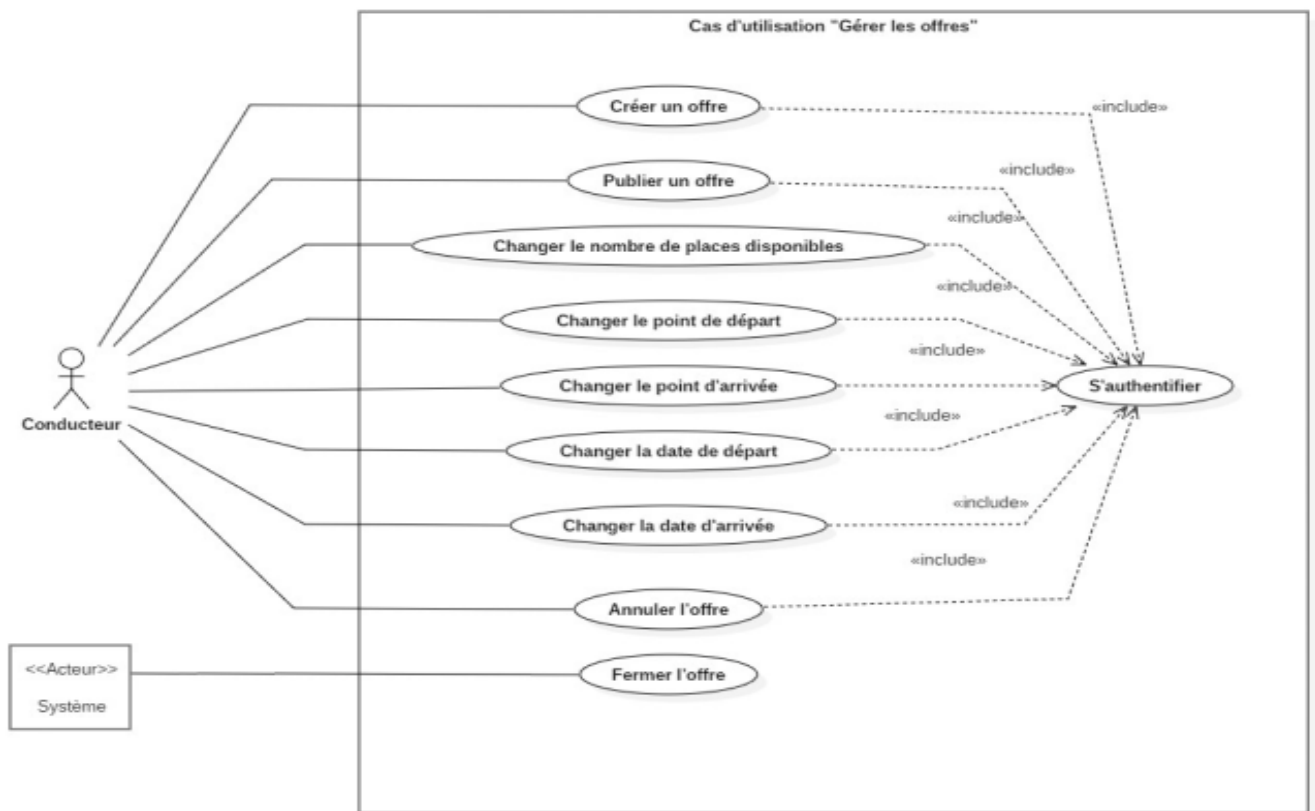 Cas d'utilisation "Gérer les offres"
Créer un offre
«include»
Publier un offre
«include»
«include»
Changer le nombre de places disponibles
«include»
Changer le point de départ
«include»
Changer le point d'arrivée
S'authentifier
«include»
Conducteur
Changer la date de départ
«include»
Changer la date d'arrivée
«include»
Annuler l'offre
<<Acteur>>
Système
Fermer l'offre